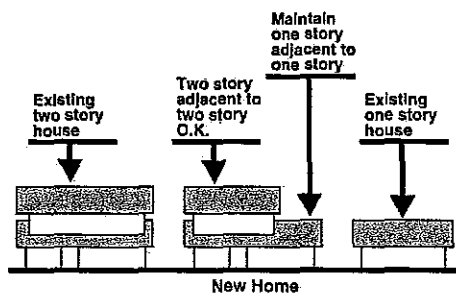 Maintain
one story
adjacent to
one story
Two story
adjacent to
two story
O.K.
Existing
two story
house
Existing
one story
house
New Home